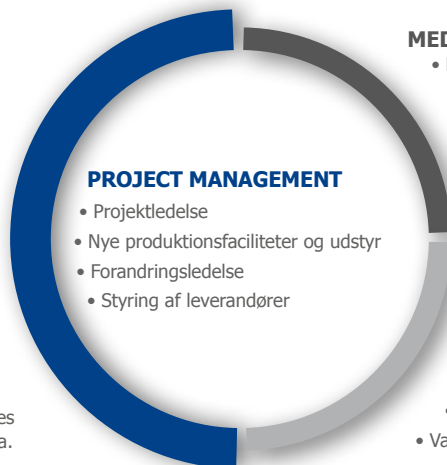 MED
PROJECT MANAGEMENT
• Projektledelse
• Nye produktionsfaciliteter og udstyr
• Forandringsledelse
• Styring af leverandører
es
a.
• Va